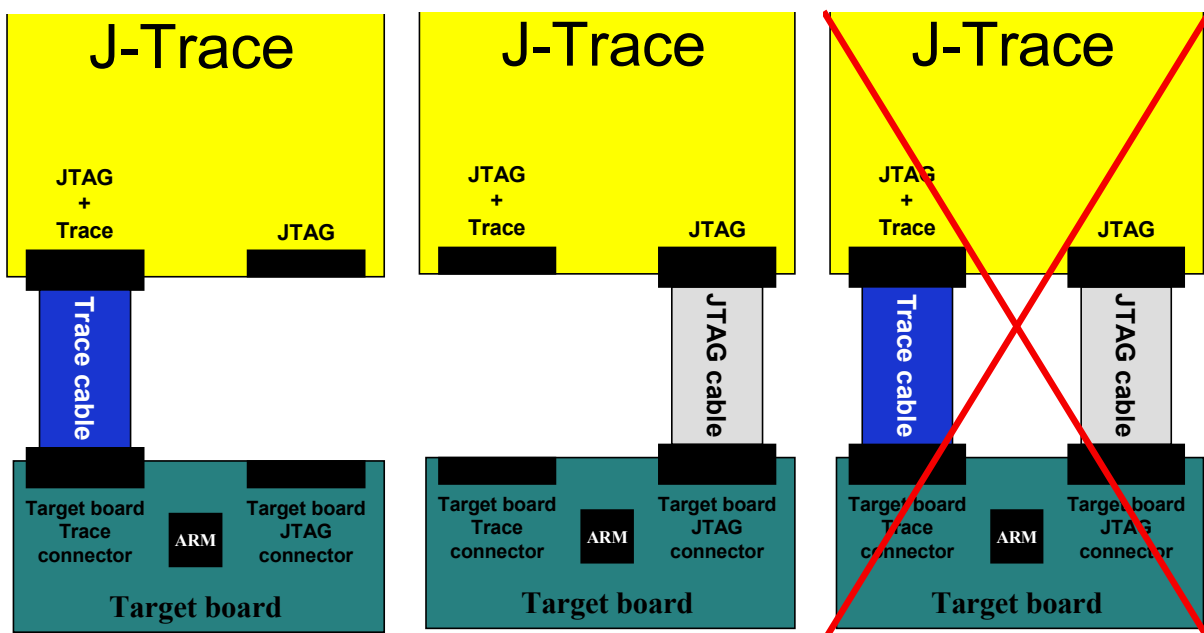 J-Trace
JTAG
+
Trace
JTAG
Trace cable
Target board
Trace
connector
ARM
Target board
JTAG
connector
Target board
J-Trace
JTAG
+
Trace
JTAG
JTAG cable
Target board
Trace
connector
ARM
Target board
JTAG
connector
Target board
J-Trace
JTAG
+
Trace
JTAG
Trace cable
JTAG cable
Target board
Trace
connector
ARM
Target board
JTAG
connector
Target board